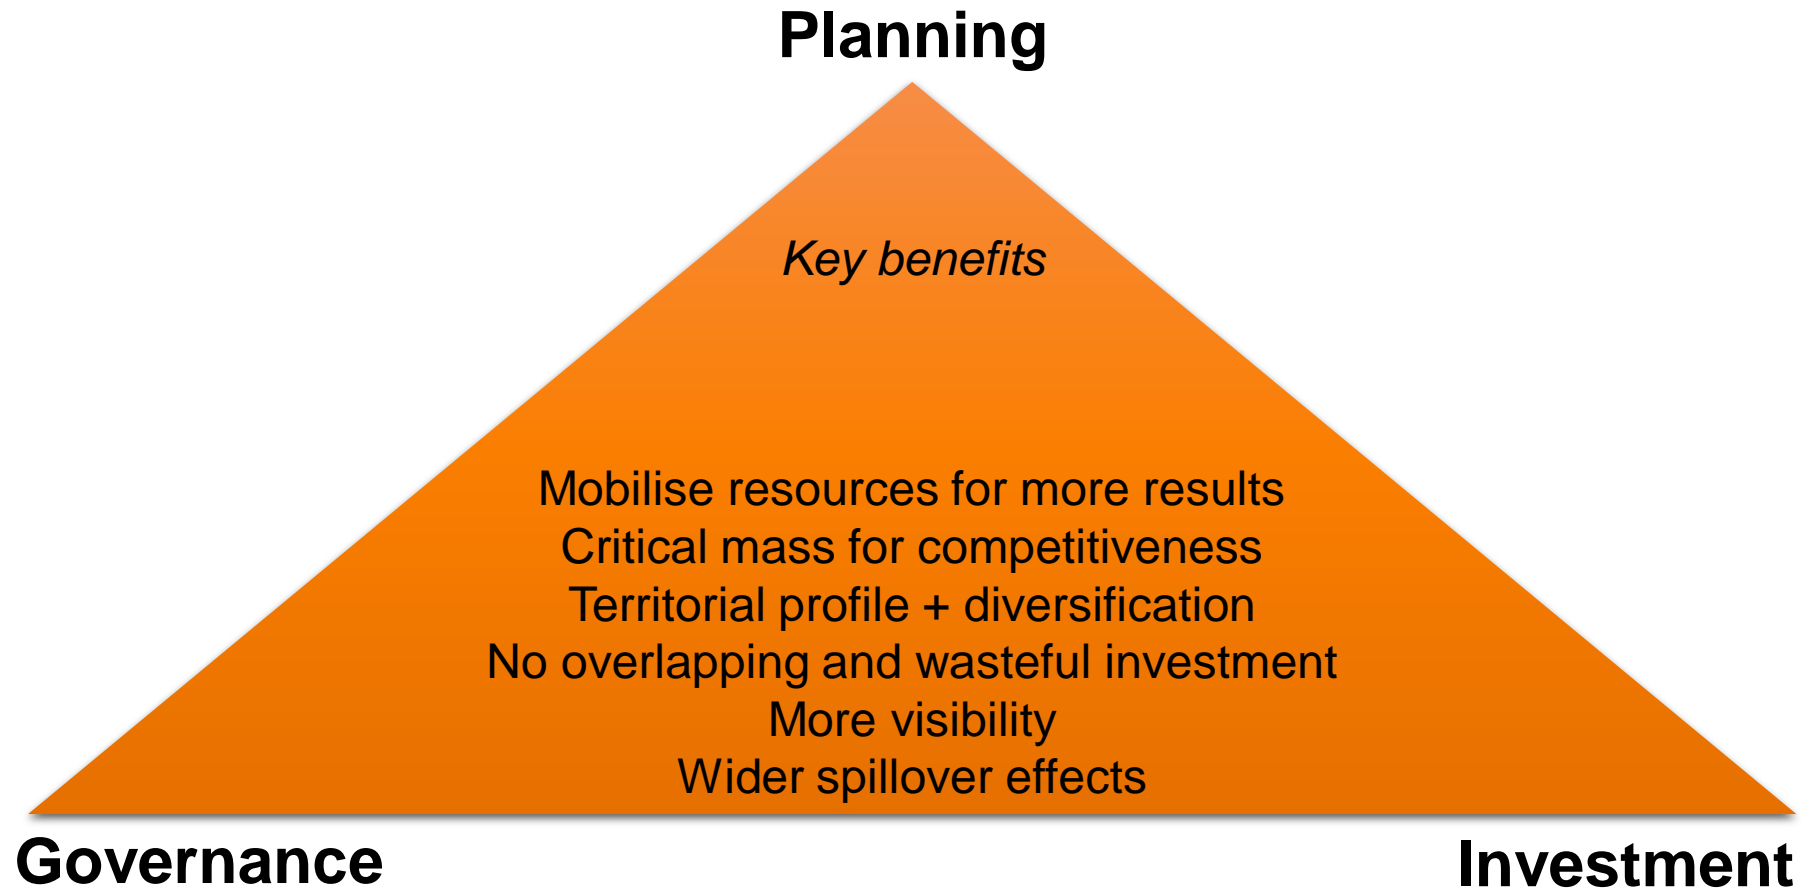 Planning
Key benefits
Mobilise resources for more results
Critical mass for competitiveness
Territorial profile + diversification
No overlapping and wasteful investment
More visibility
Wider spillover effects
Governance
Investment